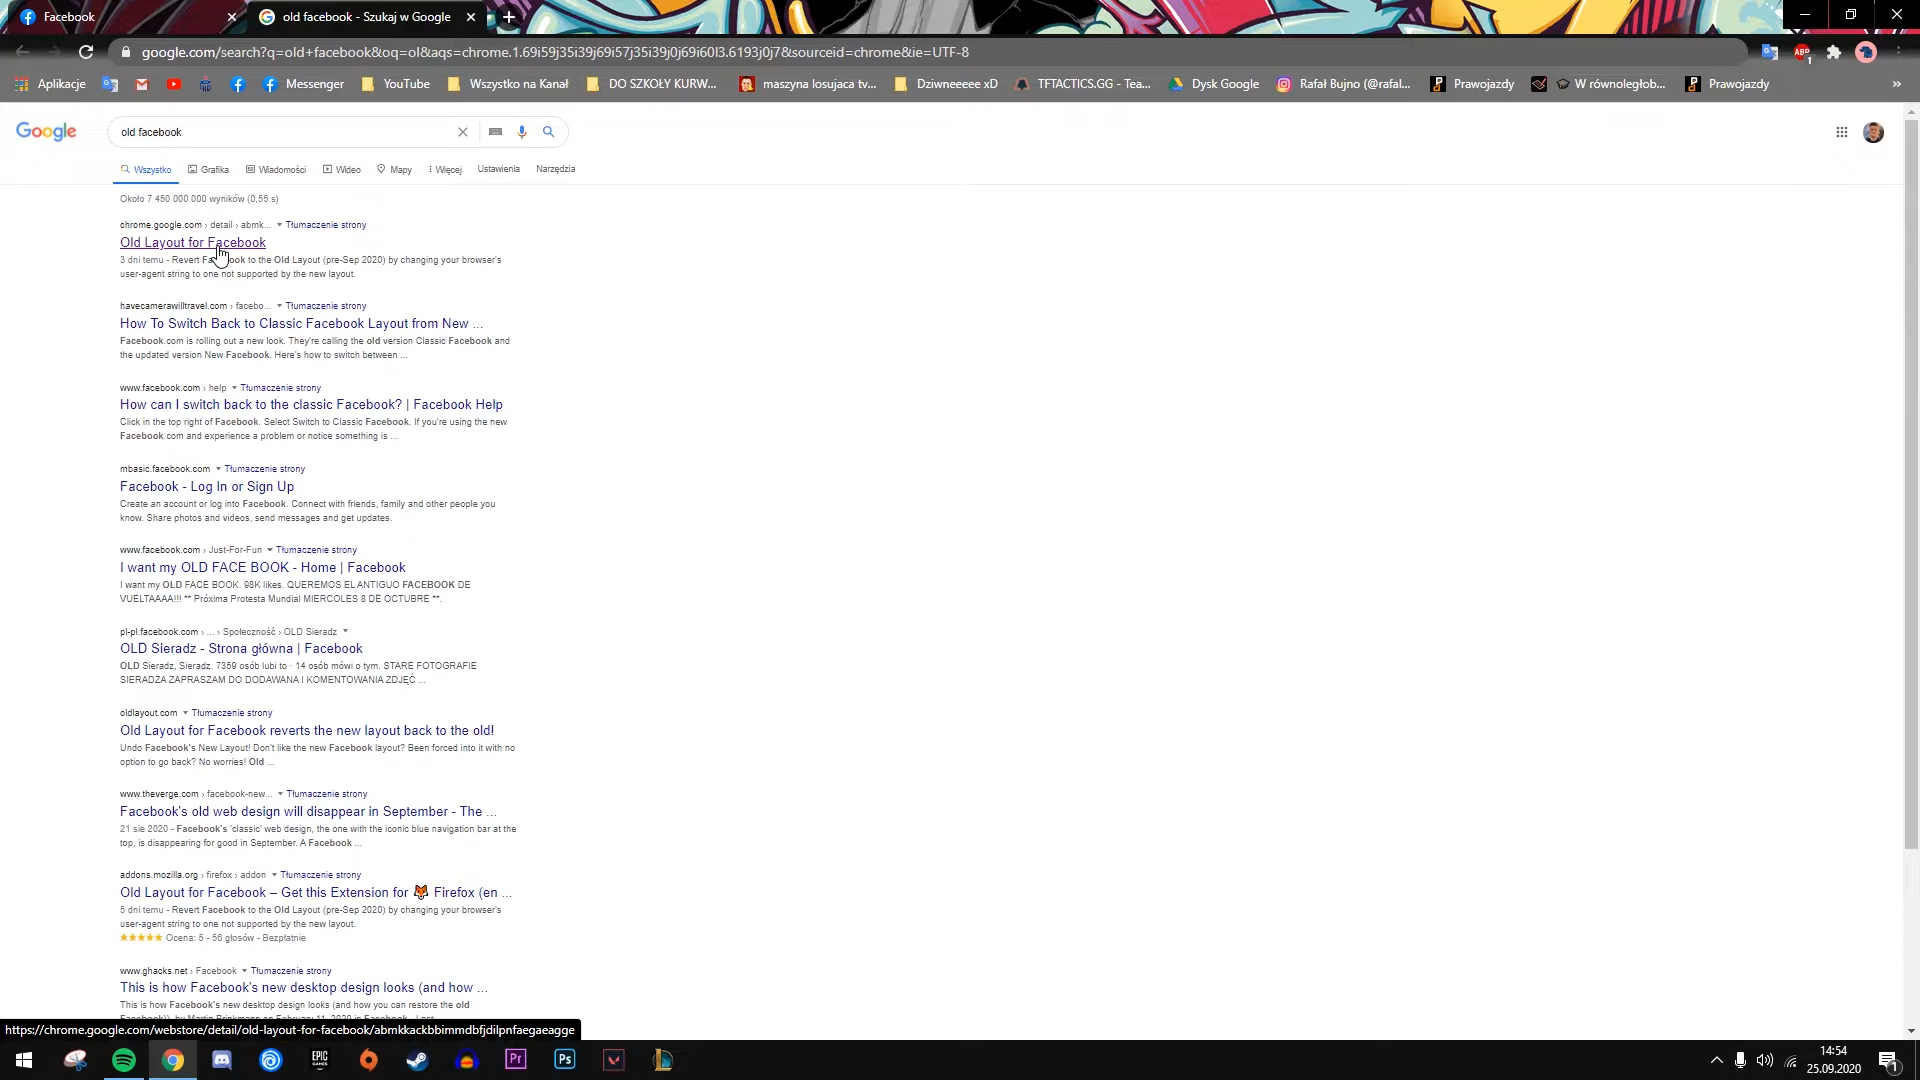 Facebook
old facebook - Szukaj w Google
google.com/search?q=old+facebook&oq=ol&aqs=chrome.1.69i59j35i39j69i57j35i39j0j69i60l3.6193j0j7&sourceid=chrome&ie=UTF-8
ABP
1
Aplikacje
Messenger
YouTube
Wszystko na Kanał
DO SZKOŁY KURW...
maszyna losujaca tv...
Dziwneeeee xD
TFTACTICS.GG - Tea...
Dysk Google
Rafał Bujno (@rafal...
Prawojazdy
W równoległob...
Prawojazdy
»
Google
old facebook
Wszystko
Grafika
Wiadomości
Wideo
Mapy
Więcej
Ustawienia
Narzędzia
Około 7 450 000 000 wyników (0,55 s)
chrome.google.com › detail › abmk... Tłumaczenie strony
Old Layout for Facebook
3 dni temu - Revert Facebook to the Old Layout (pre-Sep 2020) by changing your browser's
user-agent string to one not supported by the new layout.
havecamerawilltravel.com › facebo... Tłumaczenie strony
How To Switch Back to Classic Facebook Layout from New ...
Facebook.com is rolling out a new look. They're calling the old version Classic Facebook and
the updated version New Facebook. Here's how to switch between ...
www.facebook.com › help Tłumaczenie strony
How can I switch back to the classic Facebook? | Facebook Help
Click in the top right of Facebook. Select Switch to Classic Facebook. If you're using the new
Facebook.com and experience a problem or notice something is ...
mbasic.facebook.com Tłumaczenie strony
Facebook - Log In or Sign Up
Create an account or log into Facebook. Connect with friends, family and other people you
know. Share photos and videos, send messages and get updates.
www.facebook.com › Just-For-Fun Tłumaczenie strony
I want my OLD FACE BOOK - Home | Facebook
I want my OLD FACE BOOK. 98K likes. QUEREMOS EL ANTIGUO FACEBOOK DE
VUELTAAAA!!! ** Próxima Protesta Mundial MIERCOLES 8 DE OCTUBRE **.
pl-pl.facebook.com › ... › Społeczność › OLD Sieradz
OLD Sieradz - Strona główna | Facebook
OLD Sieradz, Sieradz. 7359 osób lubi to · 14 osób mówi o tym. STARE FOTOGRAFIE
SIERADZA ZAPRASZAM DO DODAWANA I KOMENTOWANIA ZDJĘĆ ...
oldlayout.com Tłumaczenie strony
Old Layout for Facebook reverts the new layout back to the old!
Undo Facebook's New Layout! Don't like the new Facebook layout? Been forced into it with no
option to go back? No worries! Old ...
www.theverge.com › facebook-new... Tłumaczenie strony
Facebook's old web design will disappear in September - The ...
21 sie 2020 - Facebook's 'classic' web design, the one with the iconic blue navigation bar at the
top, is disappearing for good in September. A Facebook ...
addons.mozilla.org › firefox › addon Tłumaczenie strony
Old Layout for Facebook – Get this Extension for 🦊 Firefox (en ...
5 dni temu - Revert Facebook to the Old Layout (pre-Sep 2020) by changing your browser's
user-agent string to one not supported by the new layout.
Ocena: 5 - 56 głosów - Bezpłatnie
www.ghacks.net › Facebook Tłumaczenie strony
This is how Facebook's new desktop design looks (and how ...
This is how Facebook's new desktop design looks (and how you can restore the old
Facebook). by Martin Brinkmann on February 11, 2020 in Facebook - Last
https://chrome.google.com/webstore/detail/old-layout-for-facebook/abmkkackbbimmdbfjdilpnfaegaeagge
EPIC
GAMES
Pr
Ps
14:54
25.09.2020
1